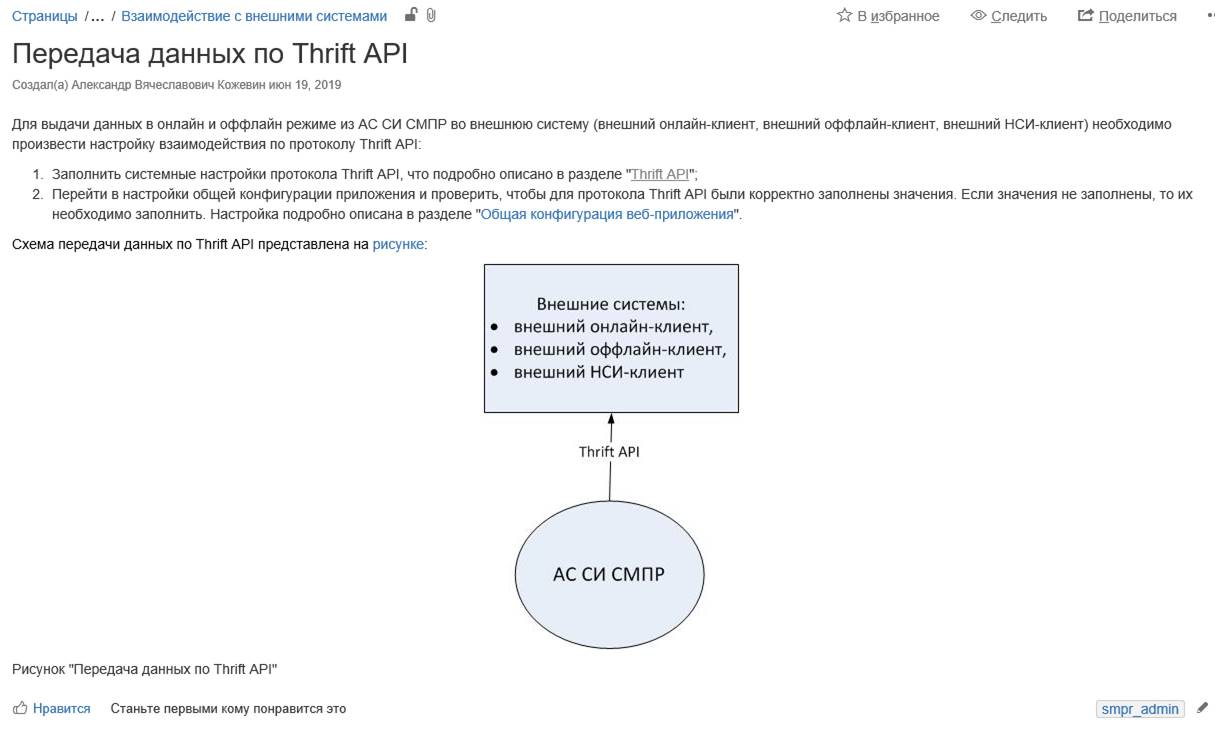 Страницы / ... / Взаимодействие с внешними системами
В избранное Следить Поделиться
Передача данных по Thrift API
Создал(а) Александр Вячеславович Кожевин июн 19, 2019
Для выдачи данных в онлайн и оффлайн режиме из АС СИ СМПР во внешнюю систему (внешний онлайн-клиент, внешний оффлайн-клиент, внешний НСИ-клиент) необходимо
произвести настройку взаимодействия по протоколу Thrift API:
1. Заполнить системные настройки протокола Thrift API, что подробно описано в разделе "Thrift API";
2. Перейти в настройки общей конфигурации приложения и проверить, чтобы для протокола Thrift API были корректно заполнены значения. Если значения не заполнены, то их
необходимо заполнить. Настройка подробно описана в разделе "Общая конфигурация веб-приложения".
Схема передачи данных по Thrift API представлена на рисунке:
Внешние системы:
• внешний онлайн-клиент,
• внешний оффлайн-клиент,
• внешний НСИ-клиент
Thrift API
АС СИ СМПР
Рисунок "Передача данных по Thrift API"
Нравится Станьте первыми кому понравится это
smpr_admin